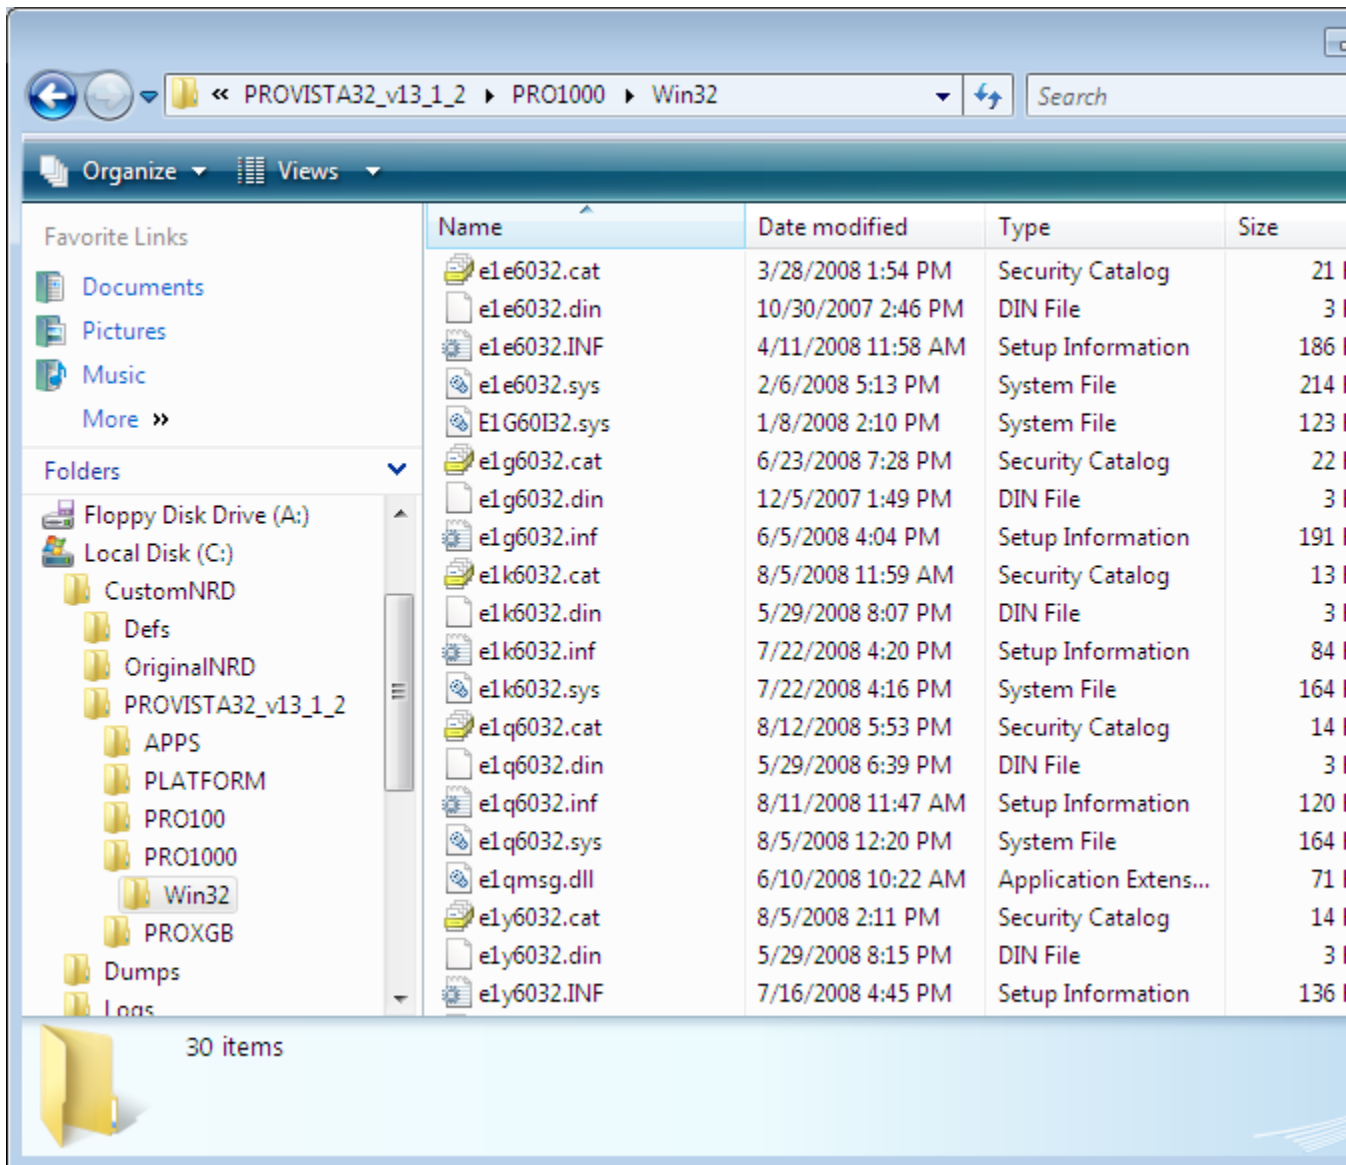 « PROVISTA32_v13_1_2 ▸ PRO1000 ▸ Win32 Search
Organize Views
Favorite Links
Documents
Pictures
Music
More »
Folders
Floppy Disk Drive (A:)
Local Disk (C:)
CustomNRD
Defs
OriginalNRD
PROVISTA32_v13_1_2
APPS
PLATFORM
PRO100
PRO1000
Win32
PROXGB
Dumps
Logs
Name Date modified Type Size
e1e6032.cat 3/28/2008 1:54 PM Security Catalog 21
e1e6032.din 10/30/2007 2:46 PM DIN File 3
e1e6032.INF 4/11/2008 11:58 AM Setup Information 186
e1e6032.sys 2/6/2008 5:13 PM System File 214
E1G60I32.sys 1/8/2008 2:10 PM System File 123
e1g6032.cat 6/23/2008 7:28 PM Security Catalog 22
e1g6032.din 12/5/2007 1:49 PM DIN File 3
e1g6032.inf 6/5/2008 4:04 PM Setup Information 191
e1k6032.cat 8/5/2008 11:59 AM Security Catalog 13
e1k6032.din 5/29/2008 8:07 PM DIN File 3
e1k6032.inf 7/22/2008 4:20 PM Setup Information 84
e1k6032.sys 7/22/2008 4:16 PM System File 164
e1q6032.cat 8/12/2008 5:53 PM Security Catalog 14
e1q6032.din 5/29/2008 6:39 PM DIN File 3
e1q6032.inf 8/11/2008 11:47 AM Setup Information 120
e1q6032.sys 8/5/2008 12:20 PM System File 164
e1qmsg.dll 6/10/2008 10:22 AM Application Extens... 71
e1y6032.cat 8/5/2008 2:11 PM Security Catalog 14
e1y6032.din 5/29/2008 8:15 PM DIN File 3
e1y6032.INF 7/16/2008 4:45 PM Setup Information 136
30 items